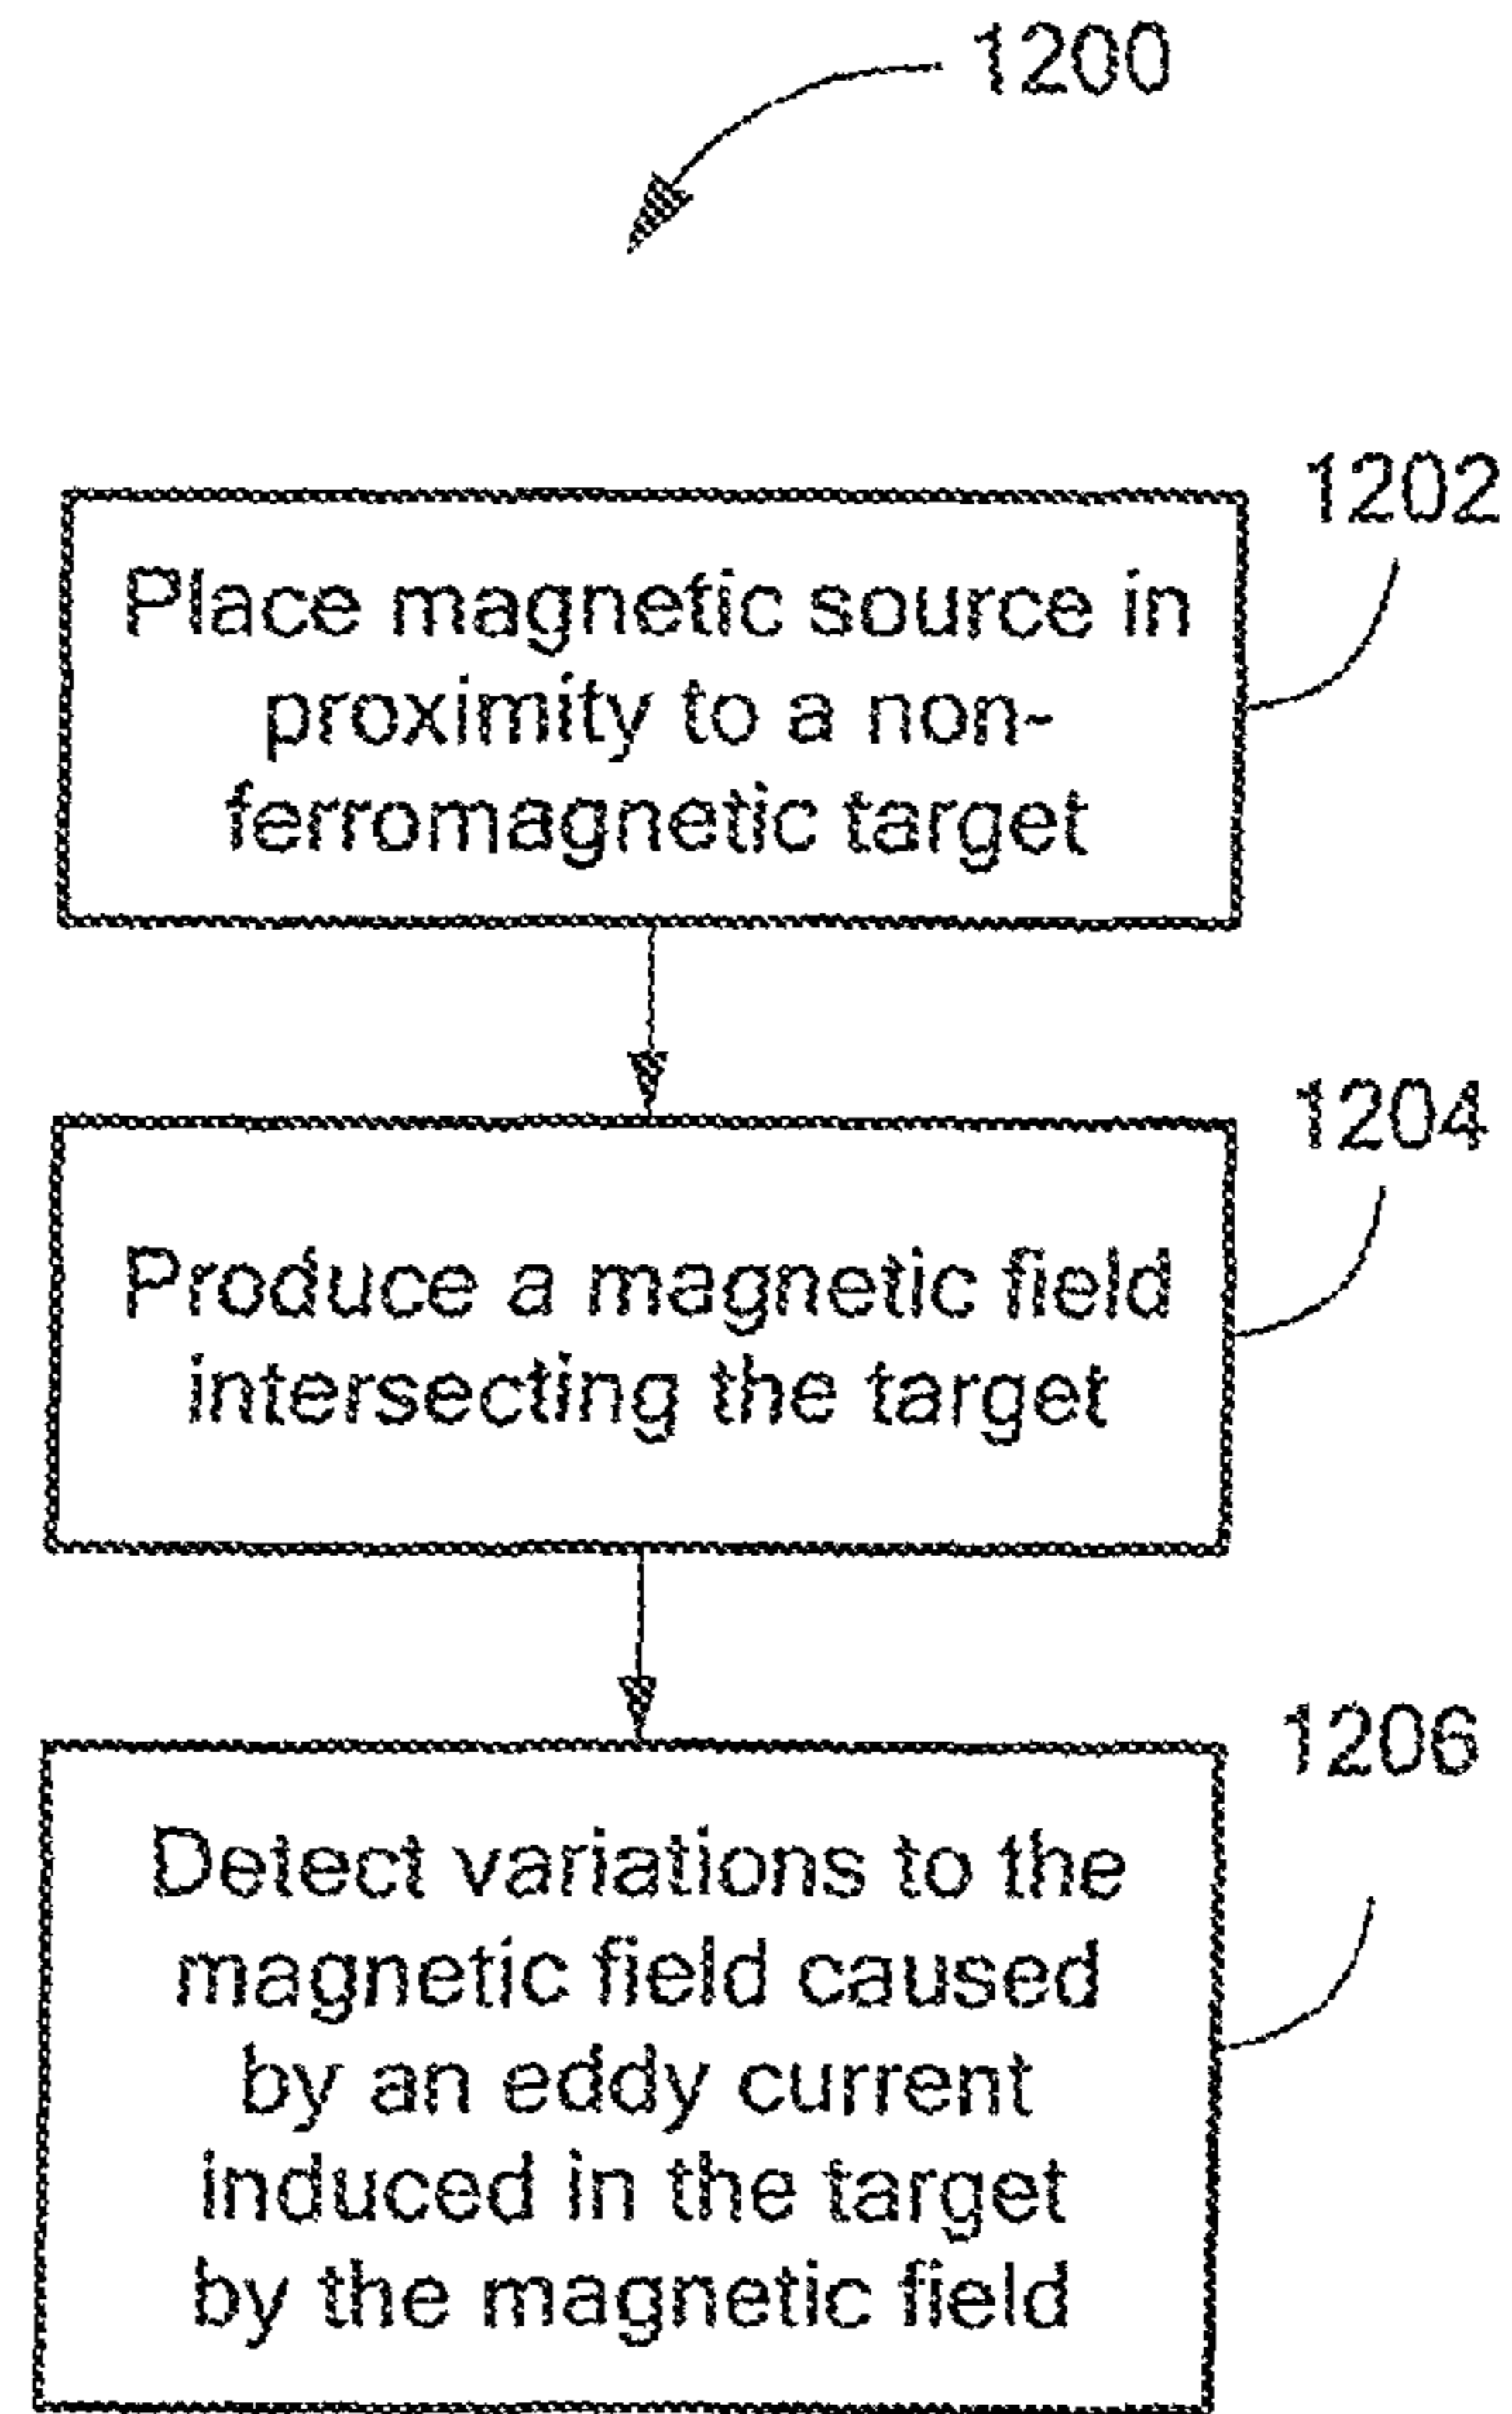 1200
1202
Place magnetic source in
proximity to a non-
ferromagnetic target
1204
Produce a magnetic field
intersecting the target
1206
Detect variations to the
magnetic field caused
by an eddy current
induced in the target
by the magnetic field